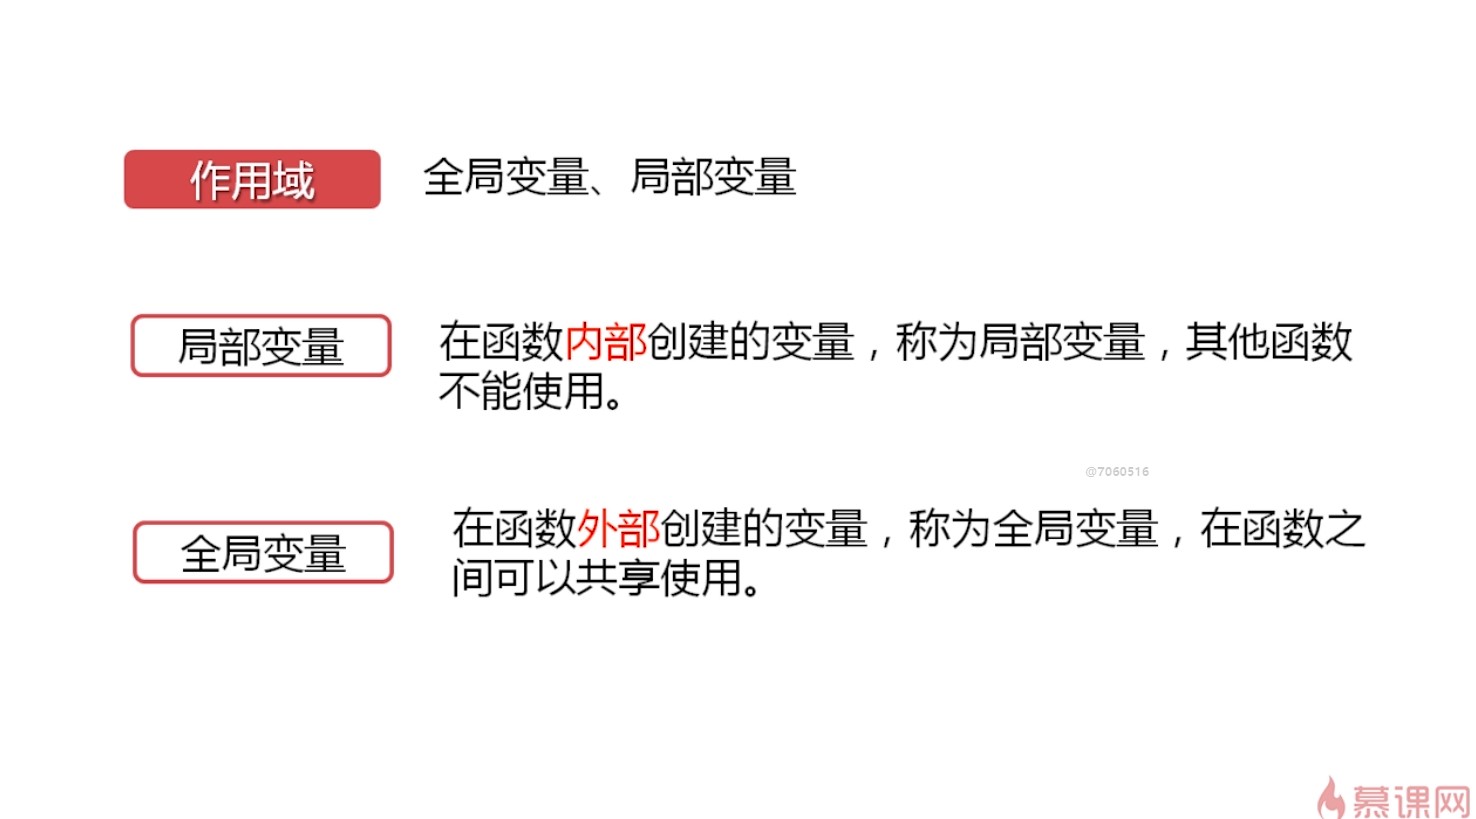 作用域
全局变量、局部变量
局部变量
在函数内部创建的变量，称为局部变量，其他函数
不能使用。
@7060516
全局变量
在函数外部创建的变量，称为全局变量，在函数之
间可以共享使用。
慕课网